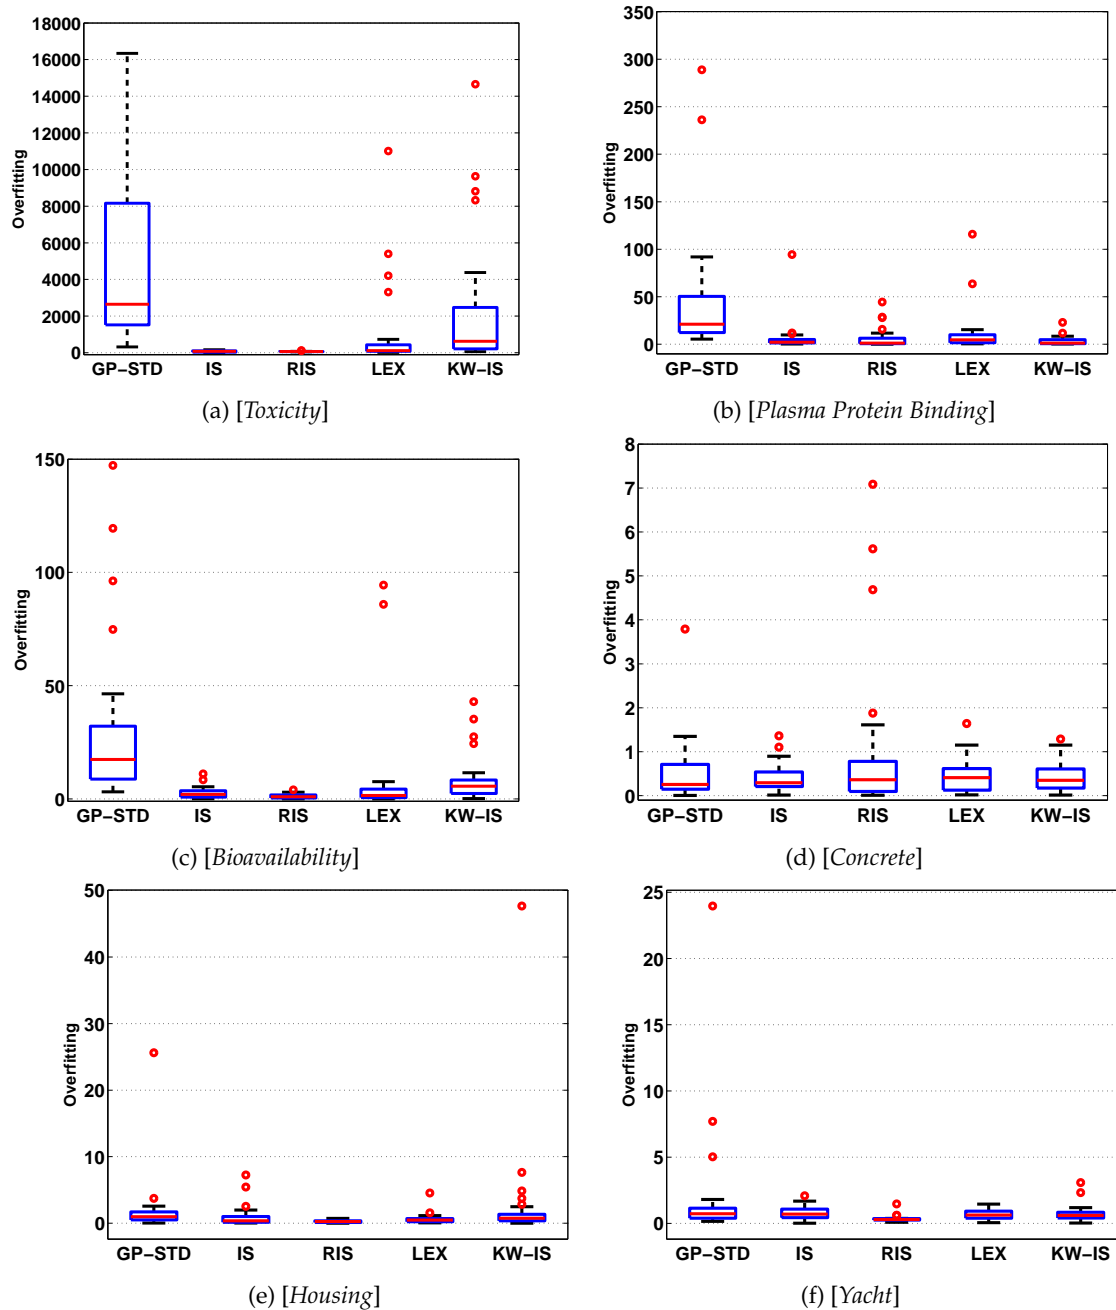 18000
16000
14000
12000
10000
8000
6000
4000
2000
0
Overfitting
GP−STD IS RIS LEX KW−IS
(a) [Toxicity]
350
300
250
200
150
100
50
0
Overfitting
GP−STD IS RIS LEX KW−IS
(b) [Plasma Protein Binding]
150
100
50
0
Overfitting
GP−STD IS RIS LEX KW−IS
(c) [Bioavailability]
8
7
6
5
4
3
2
1
0
Overfitting
GP−STD IS RIS LEX KW−IS
(d) [Concrete]
50
40
30
20
10
0
Overfitting
GP−STD IS RIS LEX KW−IS
(e) [Housing]
25
20
15
10
5
0
Overfitting
GP−STD IS RIS LEX KW−IS
(f) [Yacht]